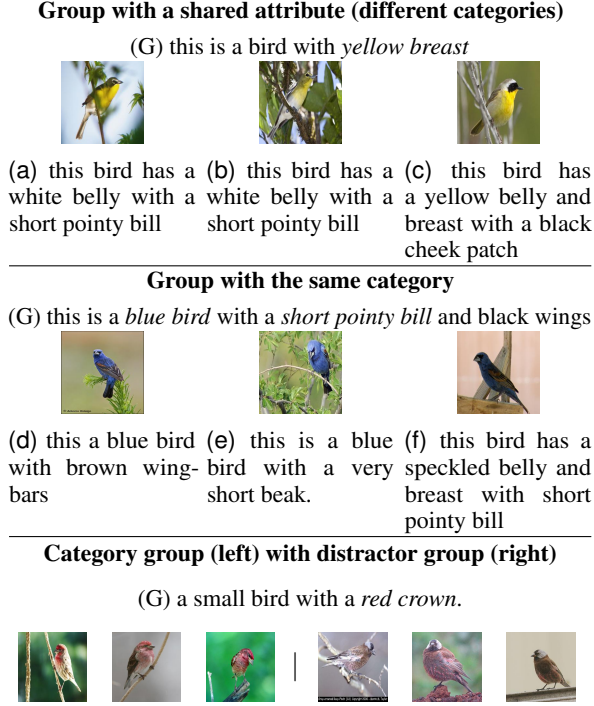 Group with a shared attribute (different categories)
(G) this is a bird with yellow breast
(a) this bird has a white belly with a short pointy bill
(b) this bird has a white belly with a short pointy bill
(c) this bird has a yellow belly and breast with a black cheek patch
Group with the same category
(G) this is a blue bird with a short pointy bill and black wings
(d) this a blue bird with brown wing-bars
(e) this is a blue bird with a very short beak.
(f) this bird has a speckled belly and breast with short pointy bill
Category group (left) with distractor group (right)
(G) a small bird with a red crown.